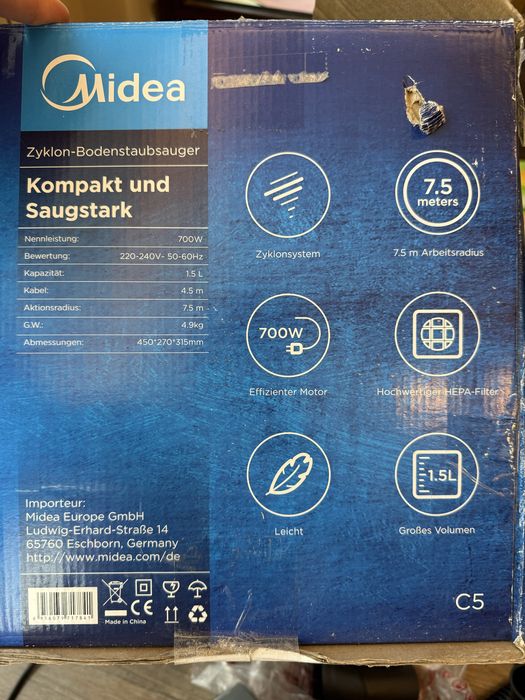 Midea
Zyklon-Bodenstaubsauger
Kompakt und
Saugstark
Nennleistung: 700W
Bewertung: 220-240V- 50-60Hz
Kapazität: 1.5 L
Kabel: 4.5 m
Aktionsradius: 7.5 m
G.W.: 4.9kg
Abmessungen: 450*270*315mm
Zyklonsystem
7.5
meters
7.5 m Arbeitsradius
700W
Effizienter Motor
Hochwertiger HEPA-Filter
Leicht
1.5L
Großes Volumen
Importeur:
Midea Europe GmbH
Ludwig-Erhard-Straße 14
65760 Eschborn, Germany
http://www.midea.com/de
CE
Made in China
C5